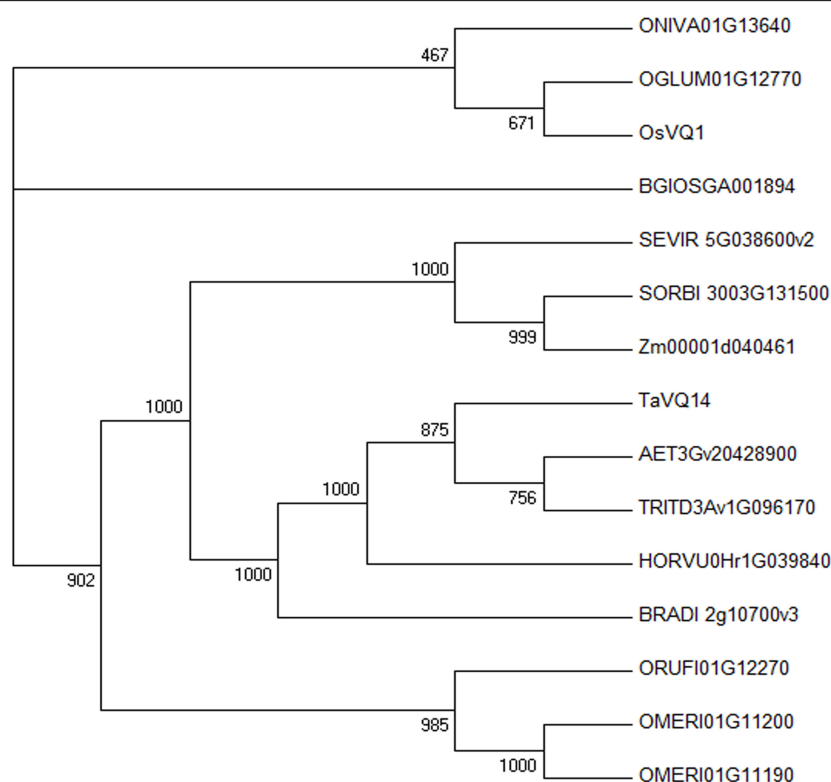 ONIVA01G13640
467
OGLUM01G12770
671
OsVQ1
BGIOSGA001894
SEVIR 5G038600v2
1000
SORBI 3003G131500
999
Zm00001d040461
1000
TaVQ14
875
AET3Gv20428900
1000
756
TRITD3Av1G096170
HORVU0Hr1G039840
1000
902
BRADI 2g10700v3
ORUFI01G12270
985
OMERI01G11200
1000
OMERI01G11190